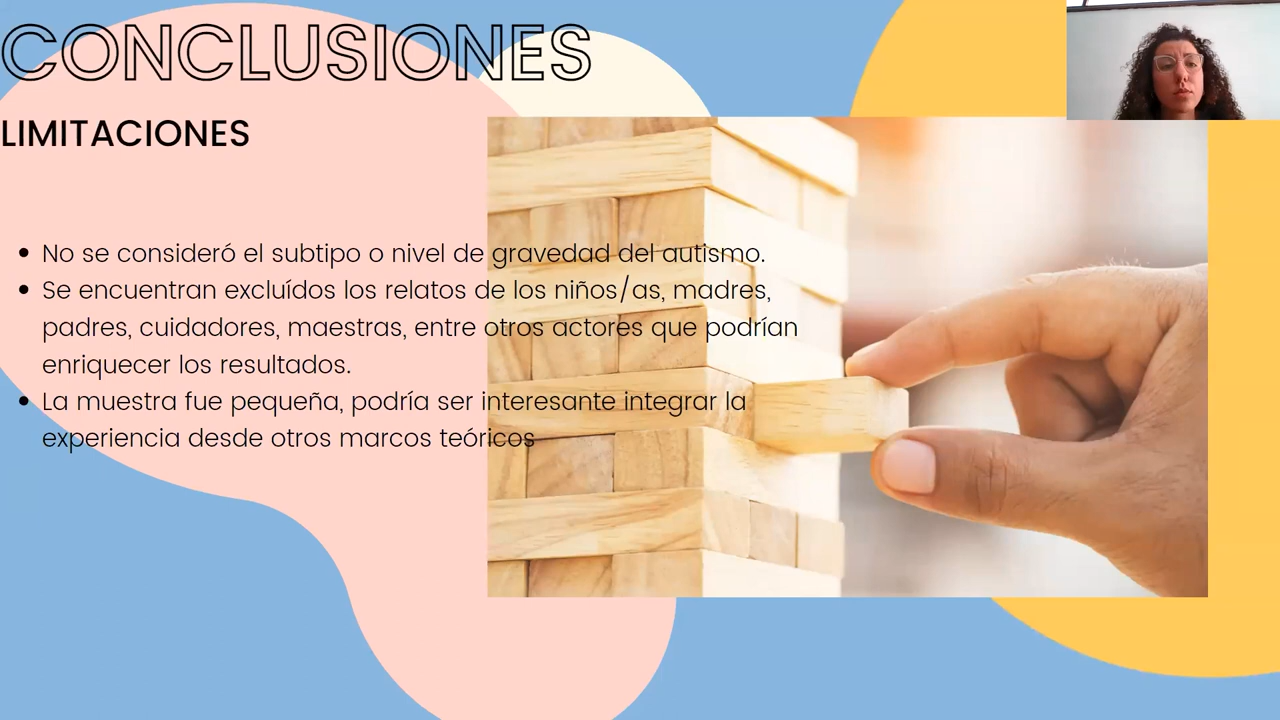 CONCLUSIONES
LIMITACIONES
• No se consideró el subtipo o nivel de gravedad del autismo.
• Se encuentran excluídos los relatos de los niños/as, madres,
padres, cuidadores, maestras, entre otros actores que podrían
enriquecer los resultados.
• La muestra fue pequeña, podría ser interesante integrar la
experiencia desde otros marcos teóricos